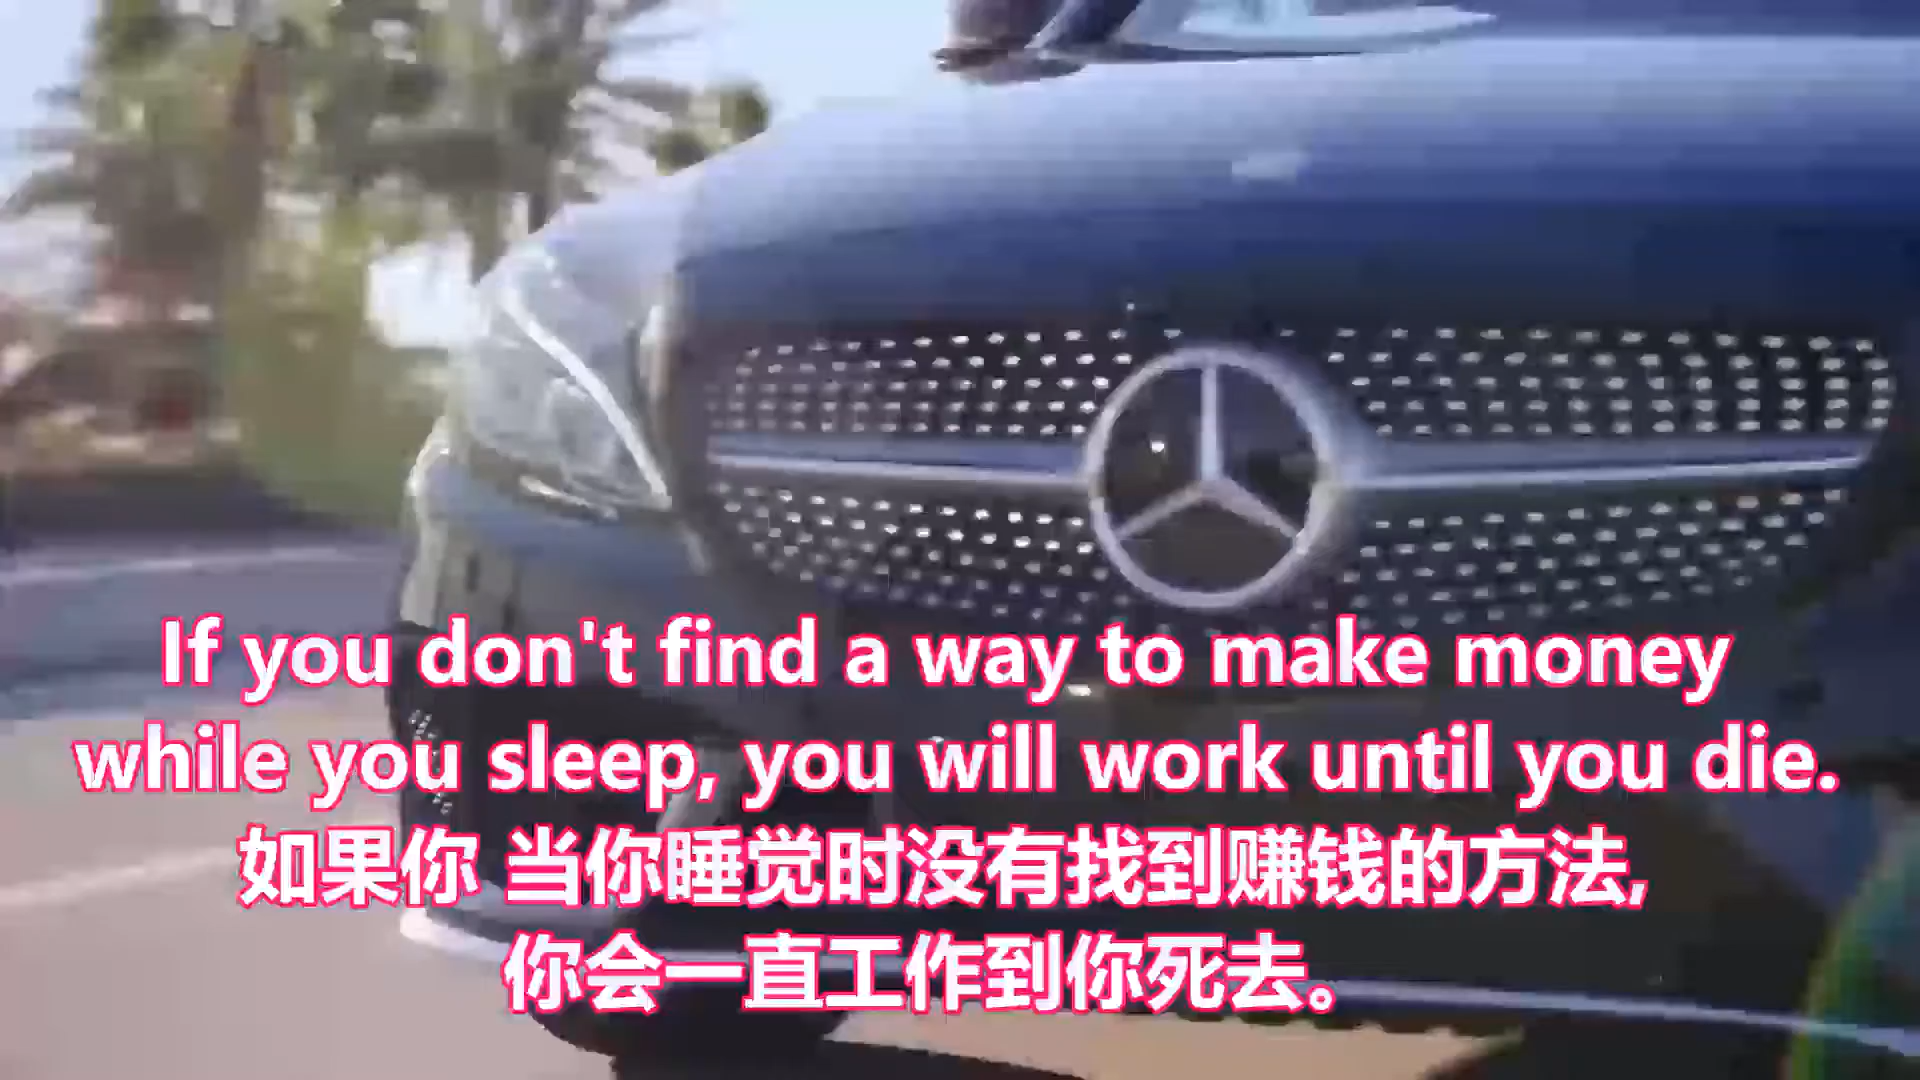 If you don't find a way to make money
while you sleep, you will work until you die.
如果你 当你睡觉时没有找到赚钱的方法,
你会一直工作到你死去。